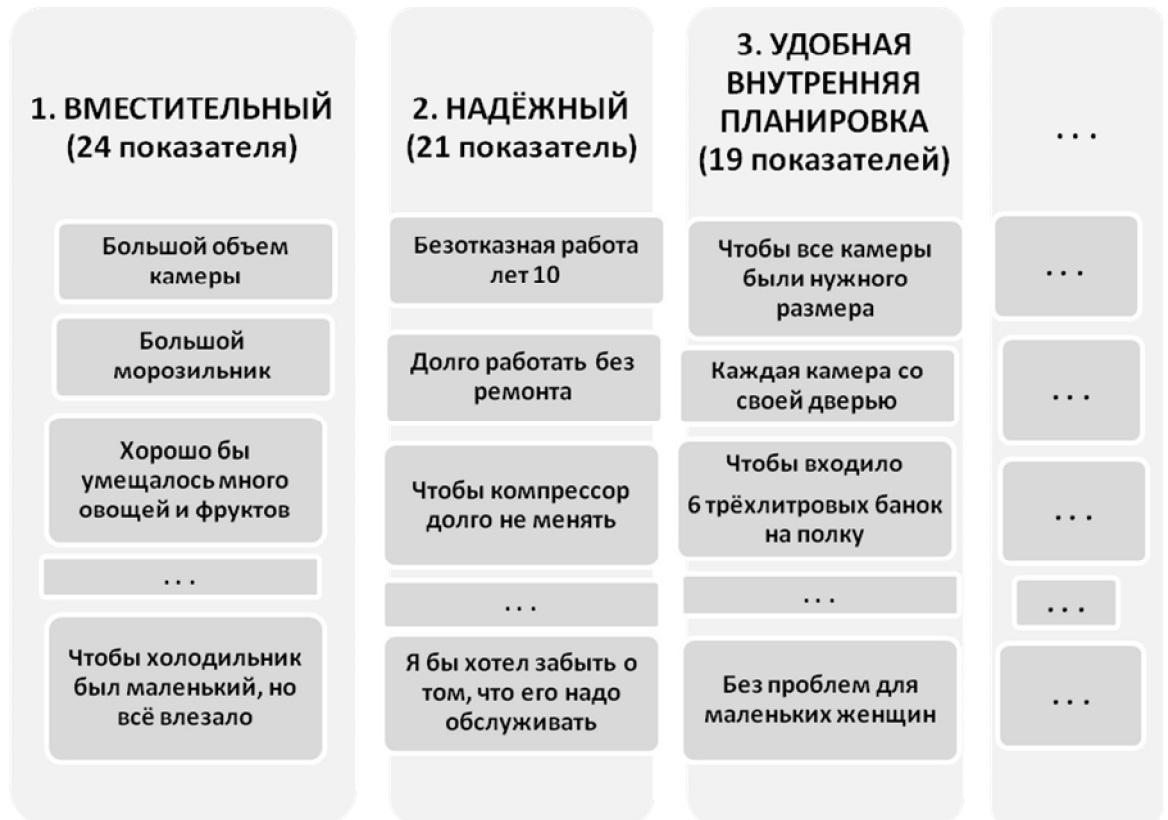 1. ВМЕСТИТЕЛЬНЫЙ
(24 показателя)
Большой объем
камеры
Большой
морозильник
Хорошо бы
умещалось много
овощей и фруктов
. . .
Чтобы холодильник
был маленький, но
всё влезало
2. НАДЁЖНЫЙ
(21 показатель)
Безотказная работа
лет 10
Долго работать без
ремонта
Чтобы компрессор
долго не менять
. . .
Я бы хотел забыть о
том, что его надо
обслуживать
3. УДОБНАЯ
ВНУТРЕННЯЯ
ПЛАНИРОВКА
(19 показателей)
Чтобы все камеры
были нужного
размера
Каждая камера со
своей дверью
Чтобы входило
6 трёхлитровых банок
на полку
. . .
Без проблем для
маленьких женщин
. . .
. . .
. . .
. . .
. . .
. . .